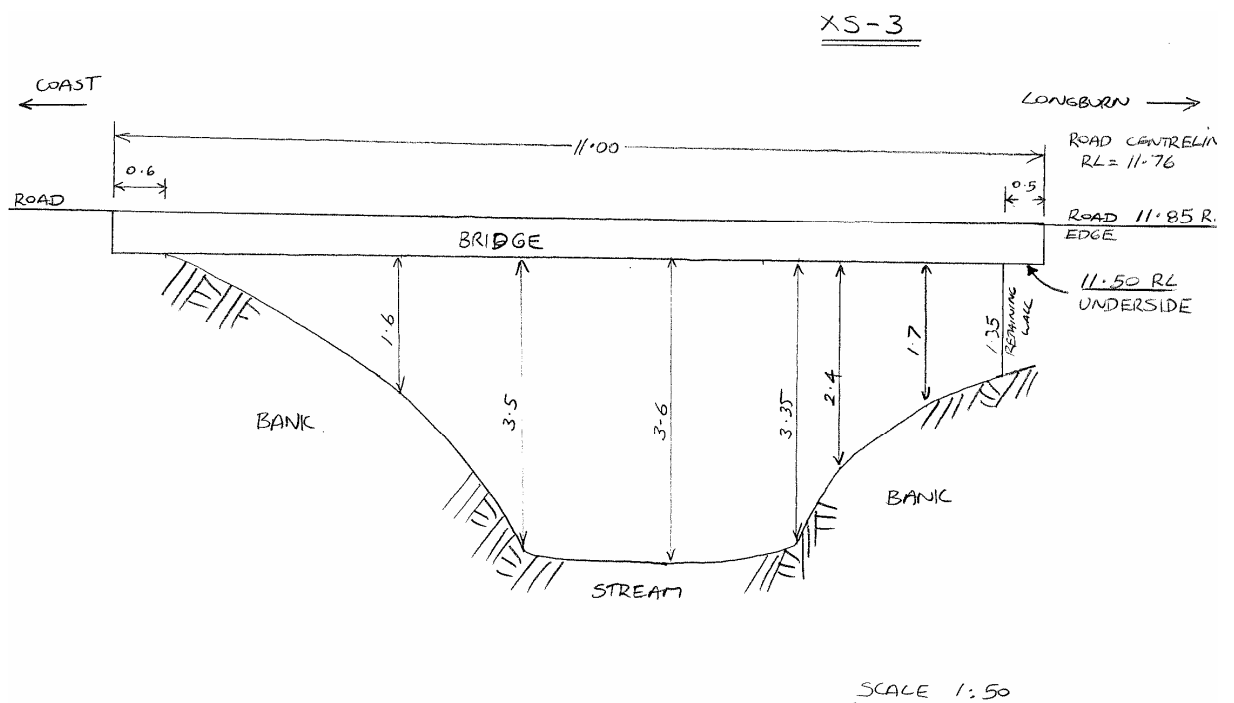 XS-3
COAST
LONGBURN
11.00
ROAD CENTRELIN
RL = 11.76
0.6
0.5
ROAD
ROAD 11.85 R.
EDGE
BRIDGE
11.50 RL
UNDERSIDE
1.6
3.5
3.6
3.35
2.4
1.7
1.35
RETAINING
WALL
BANK
BANK
STREAM
SCALE 1:50